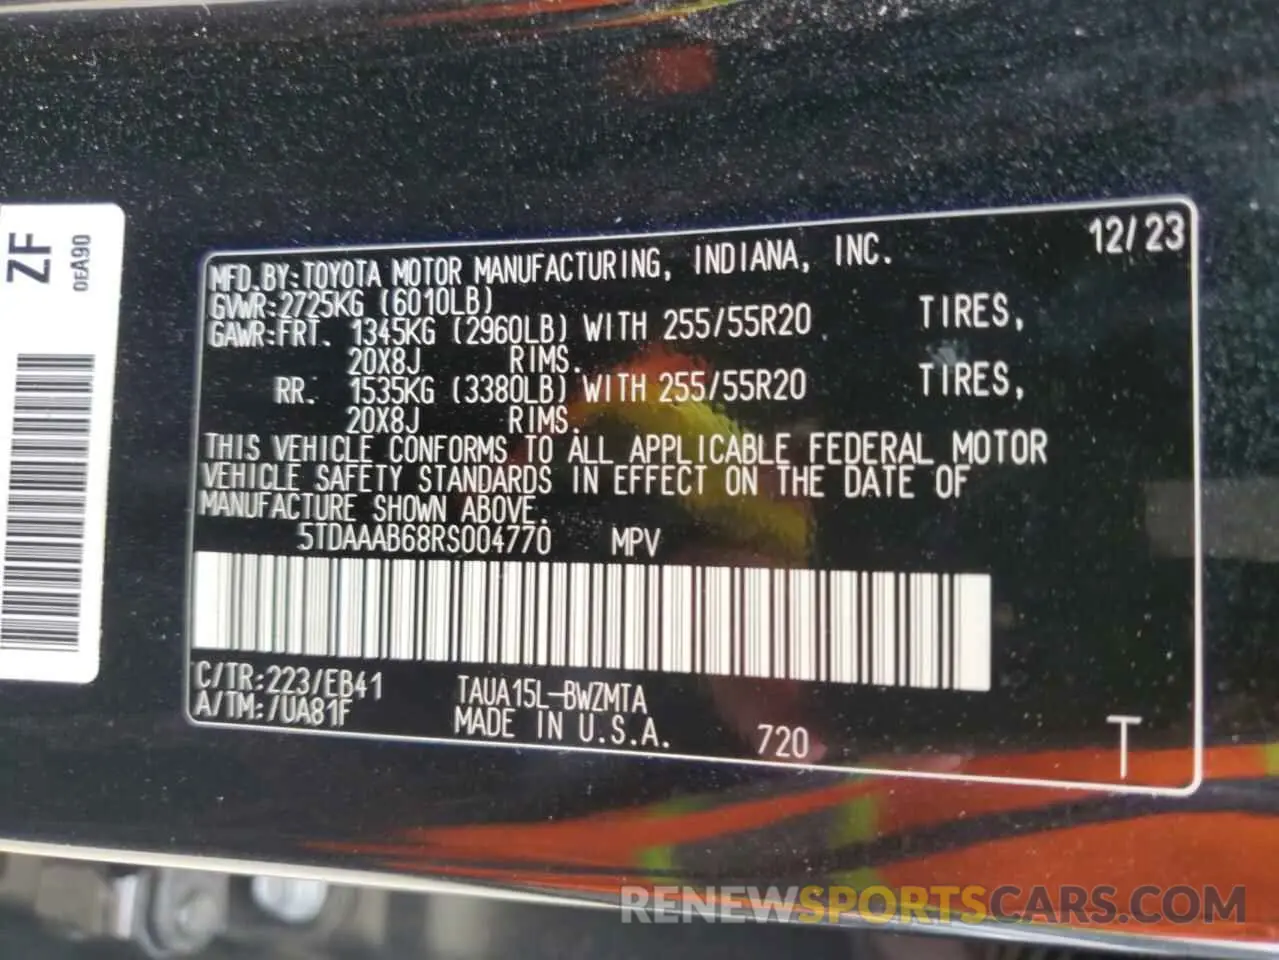 ZF
0EA90
12/23
MFD.BY:TOYOTA MOTOR MANUFACTURING, INDIANA, INC.
GVWR:2725KG (6010LB)
GAWR:FRT. 1345KG (2960LB) WITH 255/55R20 TIRES,
20X8J RIMS.
RR. 1535KG (3380LB) WITH 255/55R20 TIRES,
20X8J RIMS.
THIS VEHICLE CONFORMS TO ALL APPLICABLE FEDERAL MOTOR
VEHICLE SAFETY STANDARDS IN EFFECT ON THE DATE OF
MANUFACTURE SHOWN ABOVE.
5TDAAAB68RS004770 MPV
C/TR:223/EB41 TAUA15L-BWZMTA
A/TM:/UA81F MADE IN U.S.A. 720 T
RENEWSPORTSCARS.COM